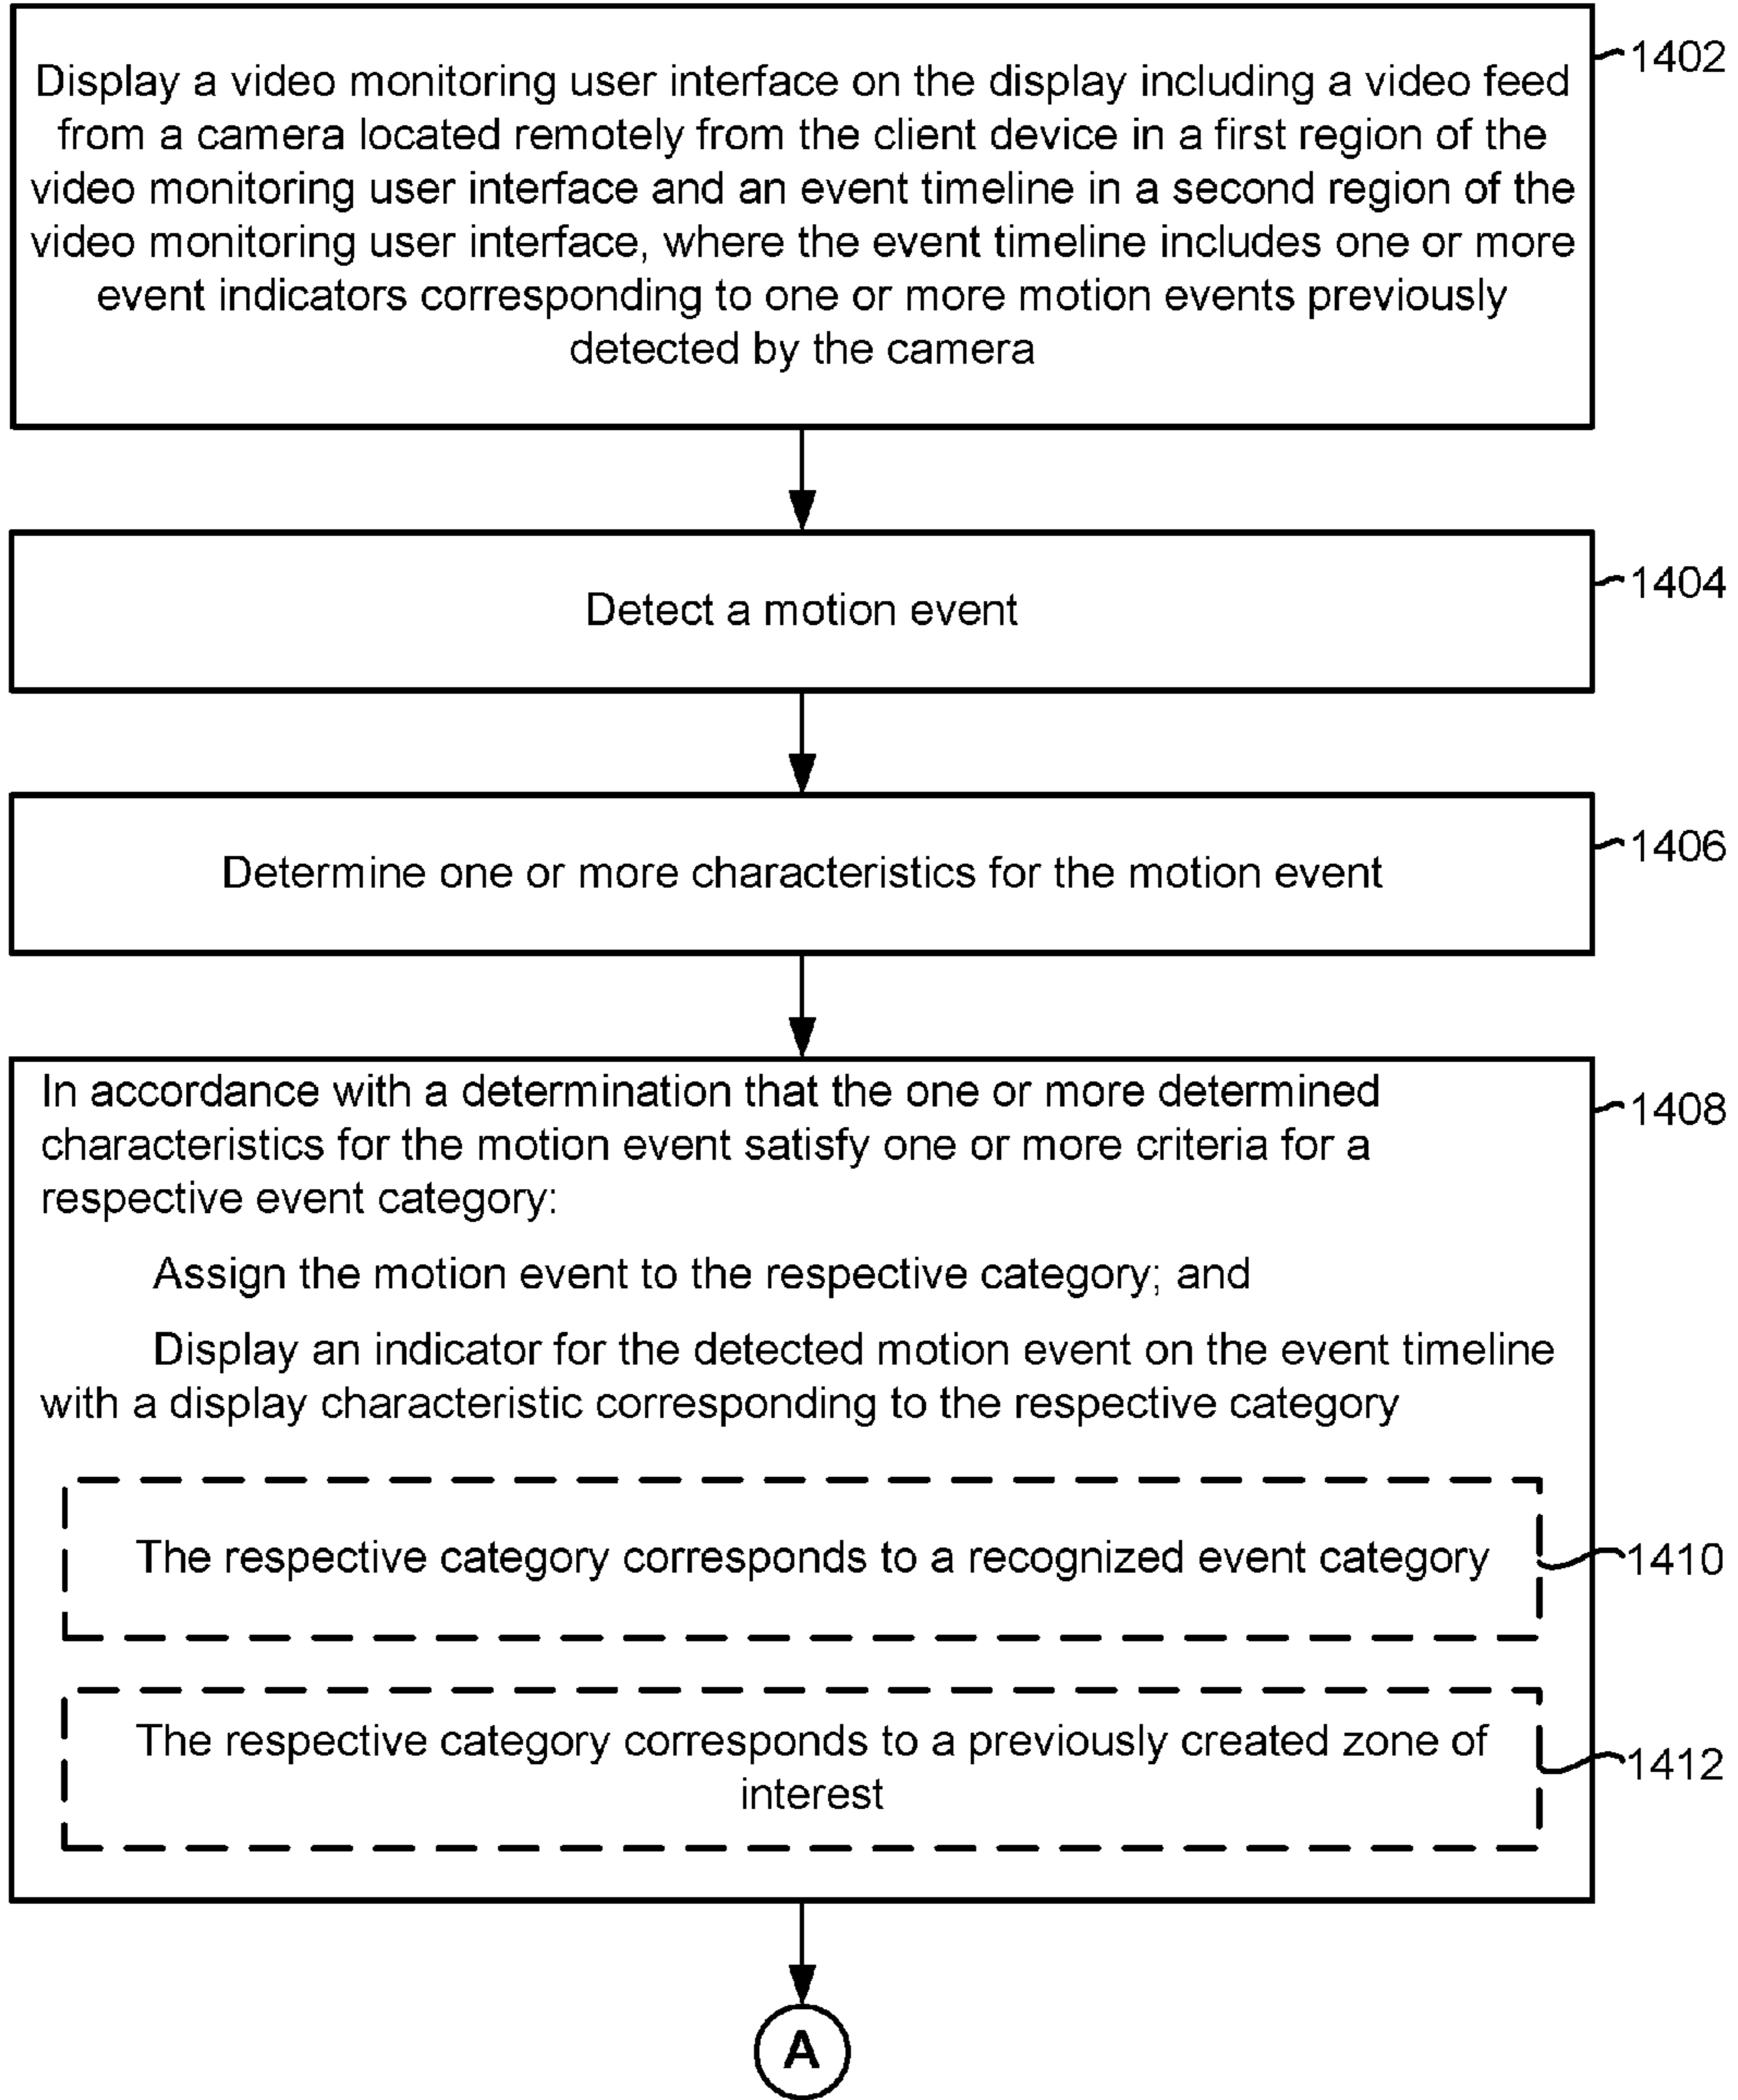 Display a video monitoring user interface on the display including a video feed
from a camera located remotely from the client device in a first region of the
video monitoring user interface and an event timeline in a second region of the
video monitoring user interface, where the event timeline includes one or more
event indicators corresponding to one or more motion events previously
detected by the camera
1402
Detect a motion event
1404
Determine one or more characteristics for the motion event
1406
In accordance with a determination that the one or more determined
characteristics for the motion event satisfy one or more criteria for a
respective event category:
Assign the motion event to the respective category; and
Display an indicator for the detected motion event on the event timeline
with a display characteristic corresponding to the respective category
1408
The respective category corresponds to a recognized event category
1410
The respective category corresponds to a previously created zone of
interest
1412
A